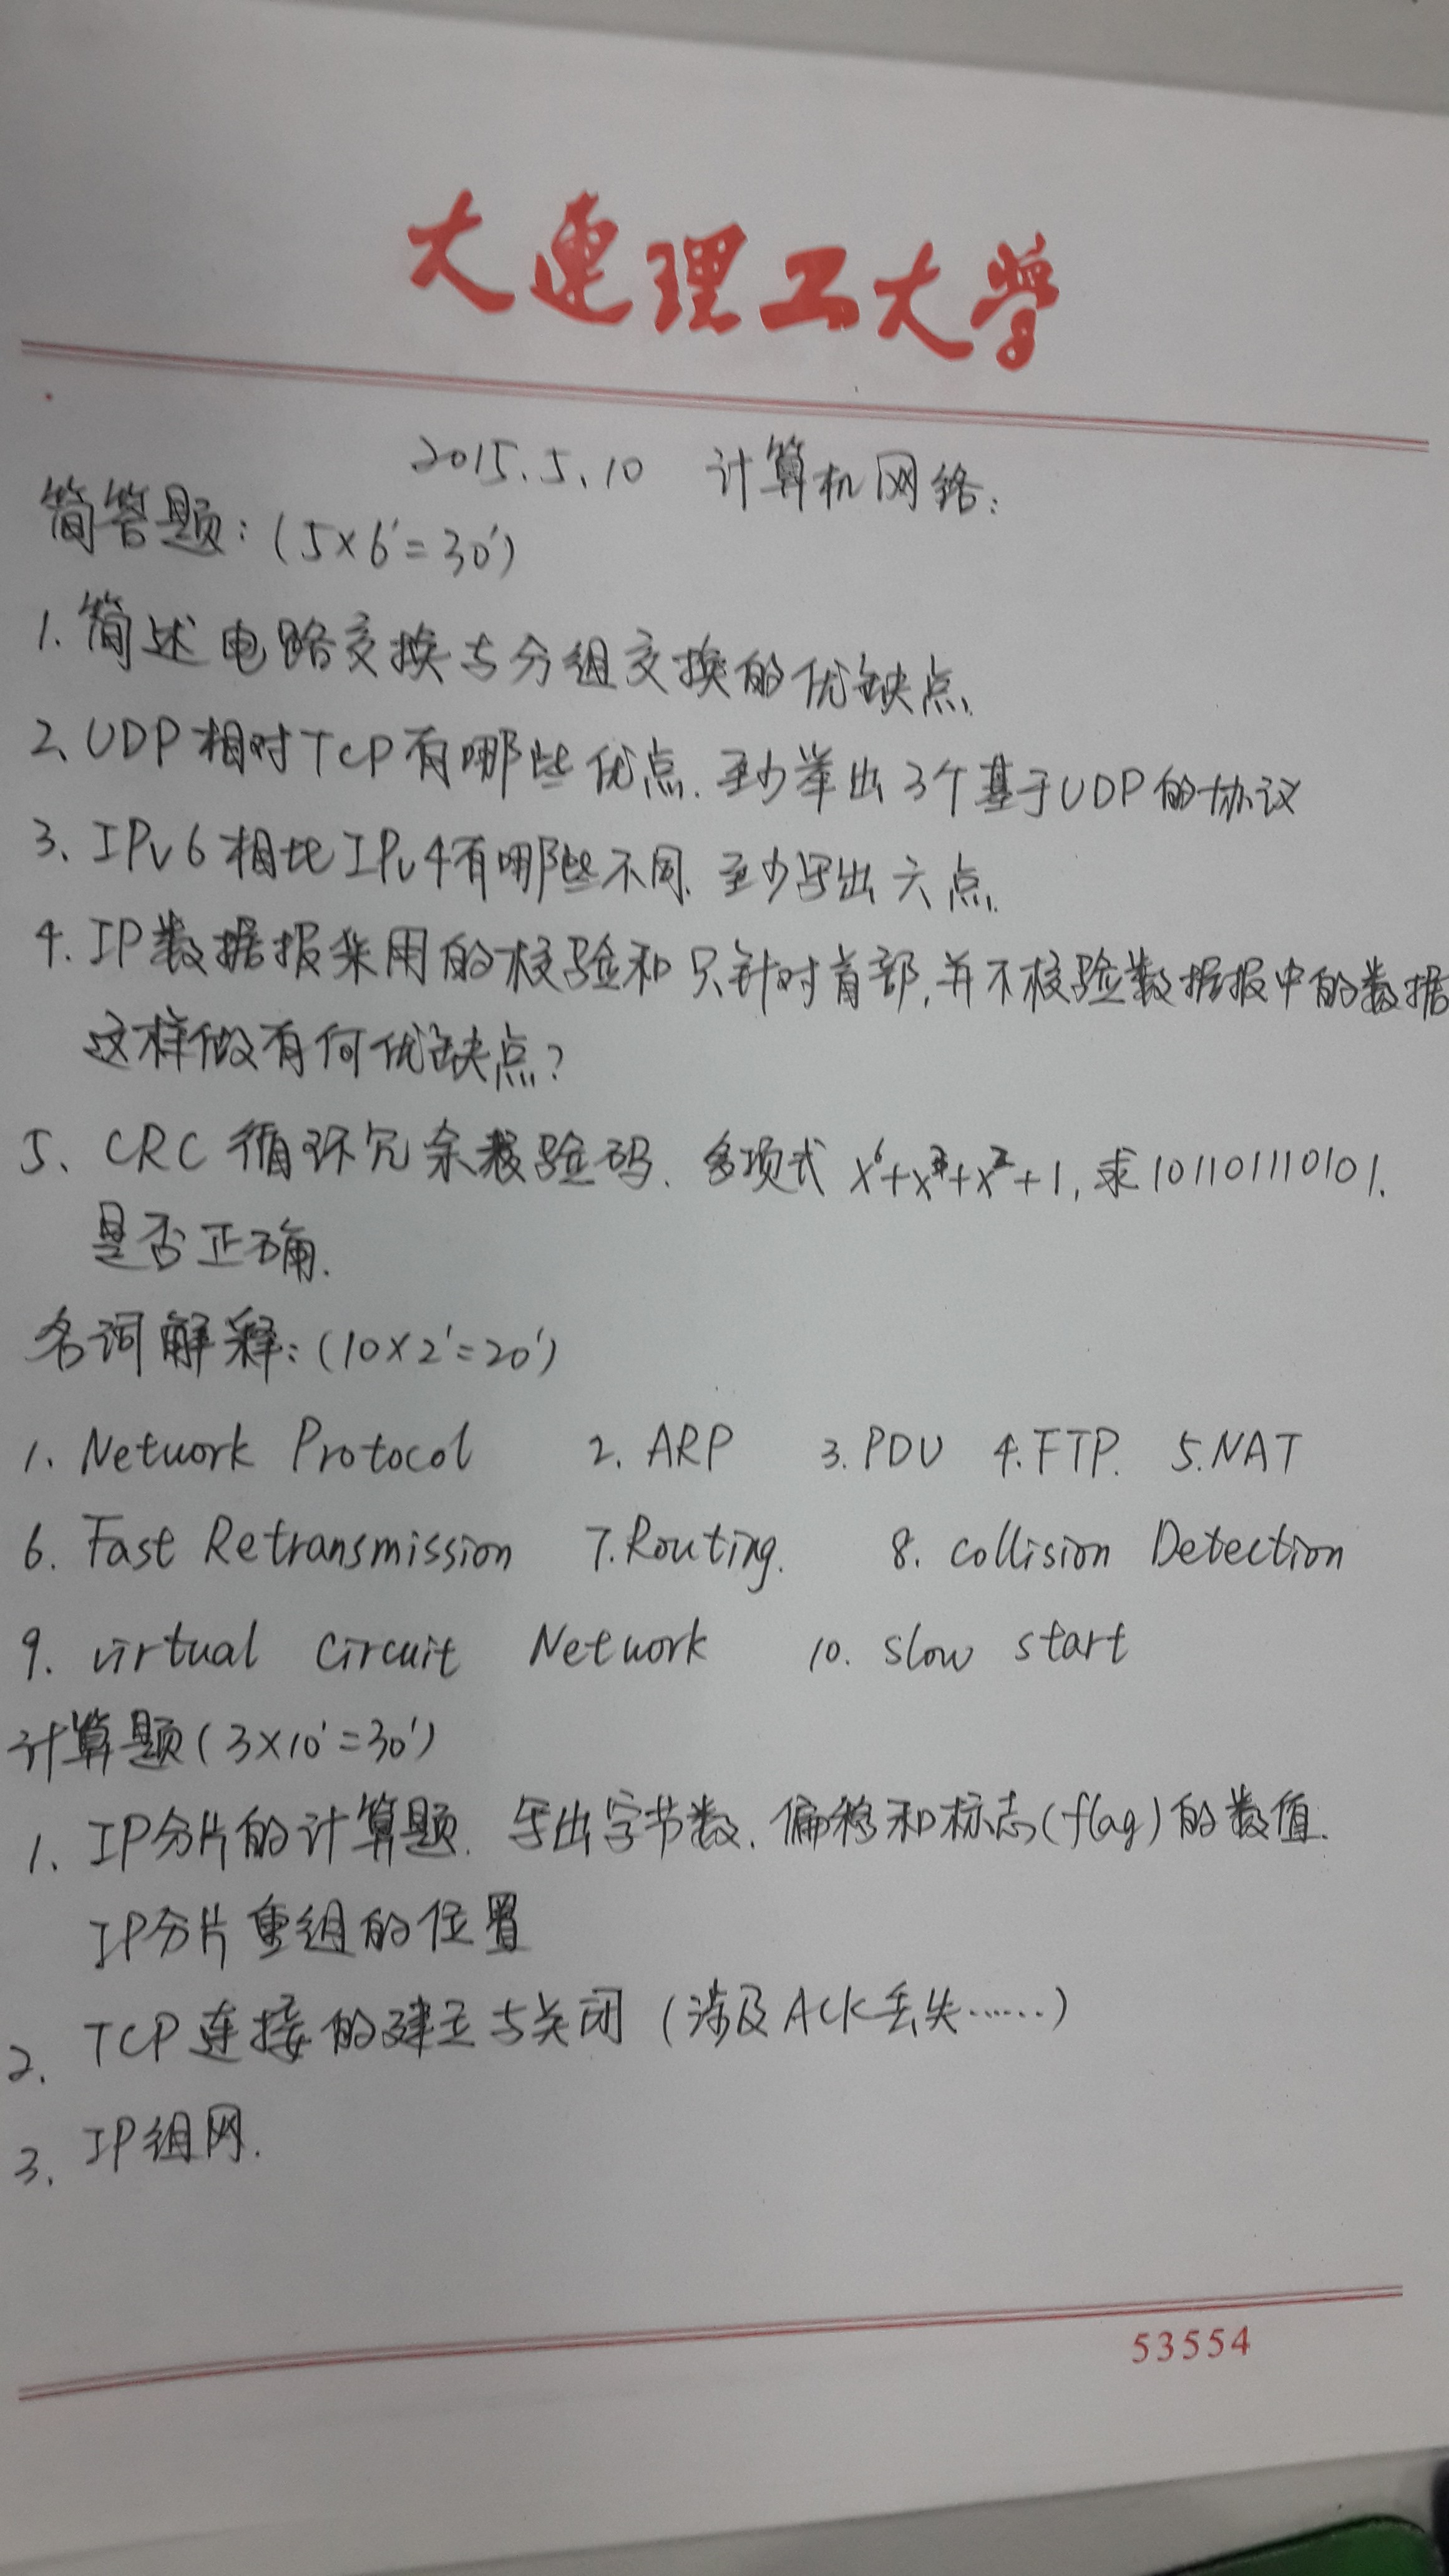 大連理工大学
2015.5.10 计算机网络:
简答题:(5×6'=30')
1. 简述电路交换与分组交换的优缺点.
2、UDP相对TCP有哪些优点.至少举出3个基于UDP的协议
3、IPv6相比IPv4有哪些不同.至少写出六点.
4. IP数据报采用的校验和只针对首部,并不校验数据报中的数据
这样做有何优缺点?
5、CRC循环冗余校验码.多项式 x⁶+x³+x²+1,求101101110101.
是否正确.
名词解释:(10×2'=20')
1. Network Protocol 2. ARP 3. PDU 4. FTP. 5. NAT
6. Fast Retransmission 7. Routing. 8. collision Detection
9. virtual Circuit Network 10. slow start
计算题(3×10'=30')
1、IP分片的计算题.写出字节数.偏移和标志(flag)的数值.
IP分片重组的位置
2. TCP连接的建立与关闭(涉及ACK丢失……)
3. IP组网.
53554